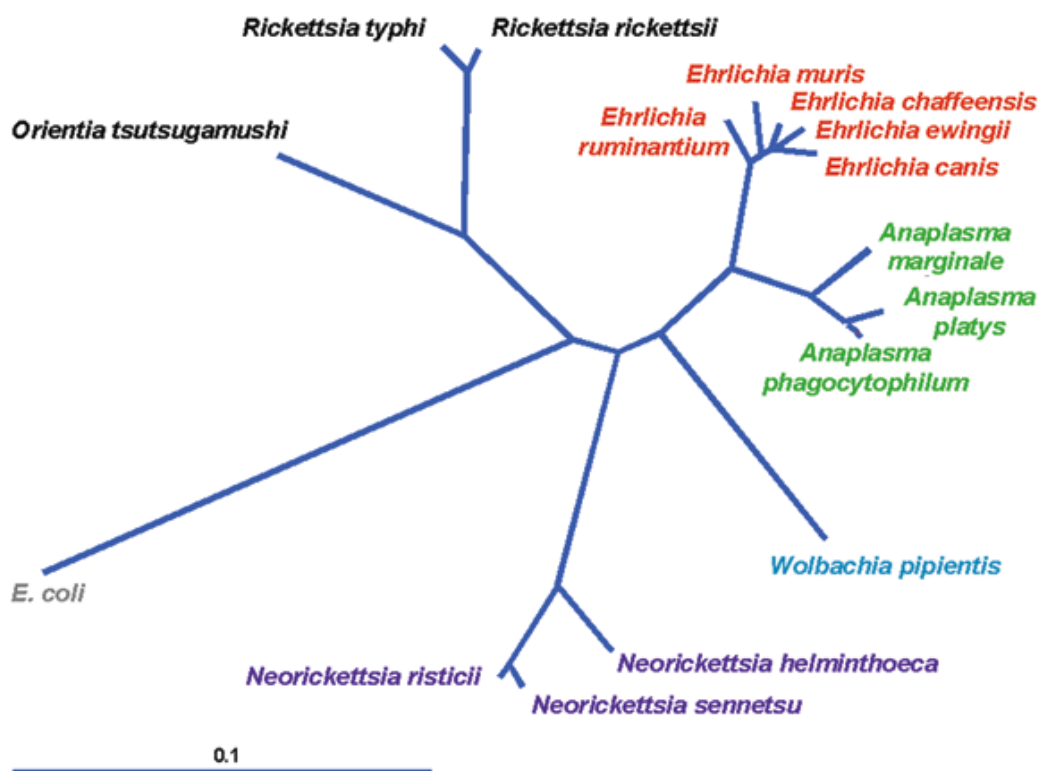 Rickettsia typhi
Rickettsia rickettsii
Ehrlichia muris
Ehrlichia chaffeensis
Ehrlichia
ruminantium
Ehrlichia ewingii
Orientia tsutsugamushi
Ehrlichia canis
Anaplasma
marginale
Anaplasma
platys
Anaplasma
phagocytophilum
Wolbachia pipientis
E. coli
Neorickettsia helminthoeca
Neorickettsia risticii
Neorickettsia sennetsu
0.1